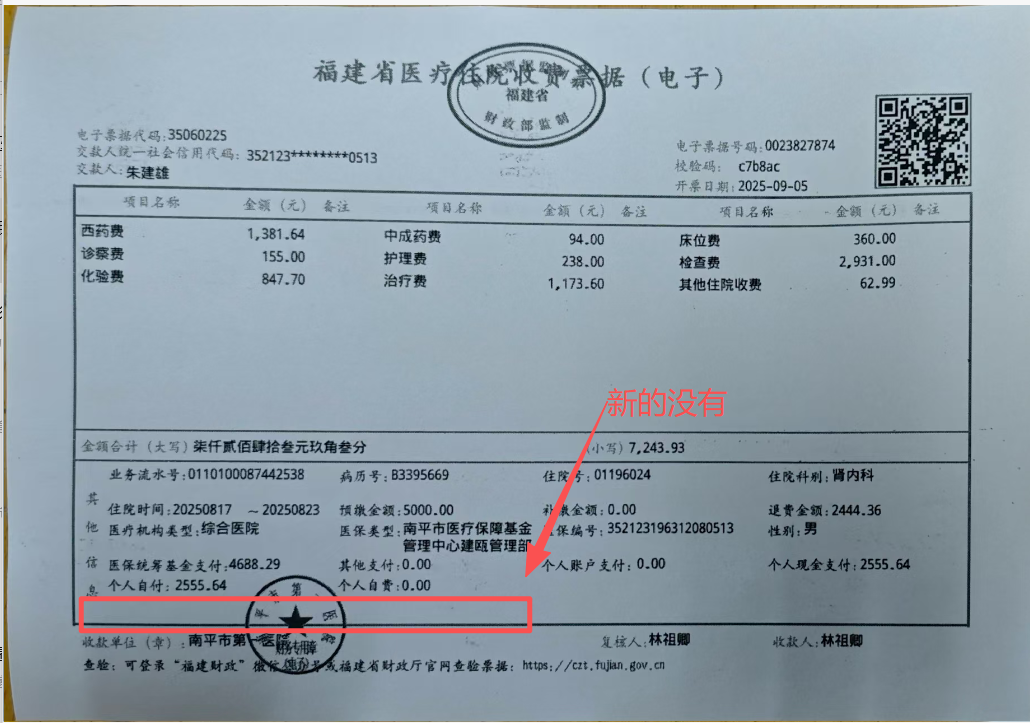 福建省医疗住院收费票据（电子）
福建省
财政部监制
电子票据代码:35060225
交款人统一社会信用代码: 352123********0513
交款人:朱建雄
电子票据号码:0023827874
校验码: c7b8ac
开票日期:2025-09-05
项目名称 金额（元） 备注 项目名称 金额（元） 备注 项目名称 金额（元） 备注
西药费 1,381.64 中成药费 94.00 床位费 360.00
诊察费 155.00 护理费 238.00 检查费 2,931.00
化验费 847.70 治疗费 1,173.60 其他住院收费 62.99
新的没有
金额合计（大写）柒仟贰佰肆拾叁元玖角叁分 （小写）7,243.93
其他信息
业务流水号:0110100087442538 病历号:B3395669 住院号:01196024 住院科别:肾内科
住院时间:20250817 ~20250823 预缴金额:5000.00 补缴金额:0.00 退费金额:2444.36
医疗机构类型:综合医院 医保类型:南平市医疗保障基金管理中心建瓯管理部 医保编号:352123196312080513 性别:男
医保统筹基金支付:4688.29 其他支付:0.00 个人账户支付: 0.00 个人现金支付:2555.64
个人自付: 2555.64 个人自费:0.00
收款单位（章）:南平市第一医院 复核人:林祖卿 收款人:林祖卿
查验: 可登录“福建财政”微信公众号或福建省财政厅官网查验票据: https://czt.fujian.gov.cn